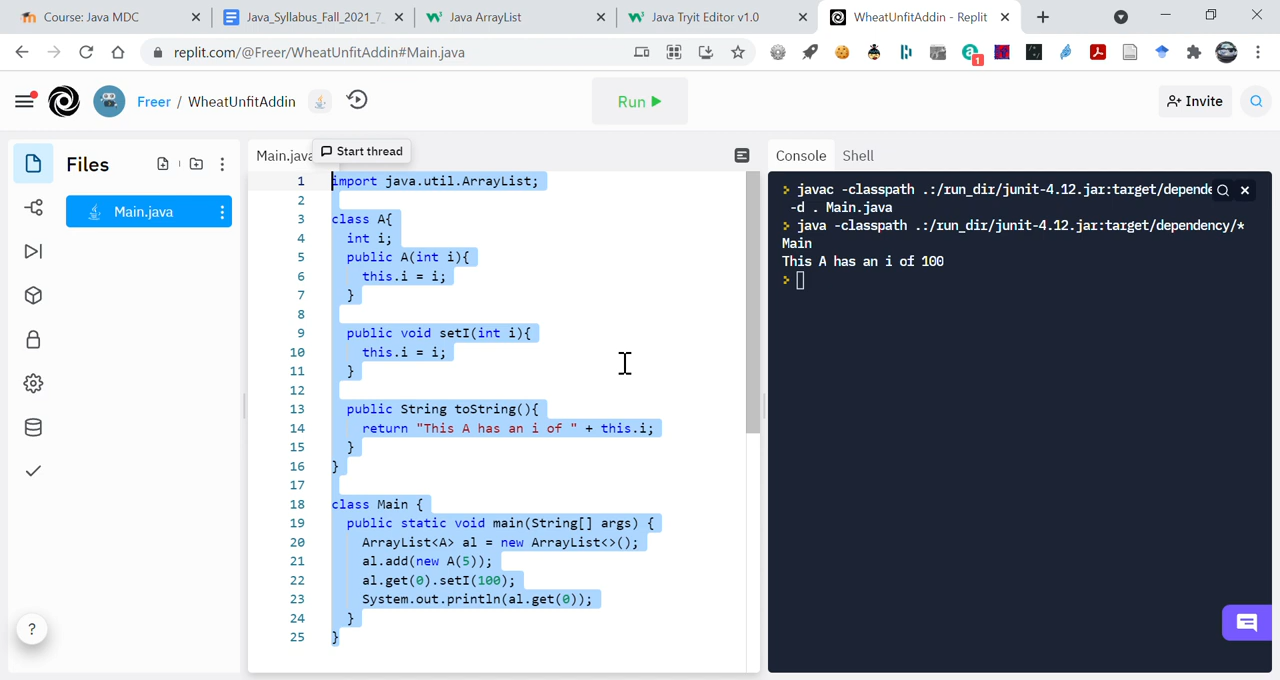 Course: Java MDC
Java_Syllabus_Fall_2021_7
Java ArrayList
Java Tryit Editor v1.0
WheatUnfitAddin - Replit
replit.com/@Freer/WheatUnfitAddin#Main.java
1
Freer / WheatUnfitAddin
Run
Invite
Files
Main.java
Main.java
Start thread
1 import java.util.ArrayList;
2
3 class A{
4 int i;
5 public A(int i){
6 this.i = i;
7 }
8
9 public void setI(int i){
10 this.i = i;
11 }
12
13 public String toString(){
14 return "This A has an i of " + this.i;
15 }
16 }
17
18 class Main {
19 public static void main(String[] args) {
20 ArrayList<A> al = new ArrayList<>();
21 al.add(new A(5));
22 al.get(0).setI(100);
23 System.out.println(al.get(0));
24 }
25 }
?
Console Shell
> javac -classpath .:/run_dir/junit-4.12.jar:target/depende
-d . Main.java
> java -classpath .:/run_dir/junit-4.12.jar:target/dependency/*
Main
This A has an i of 100
>